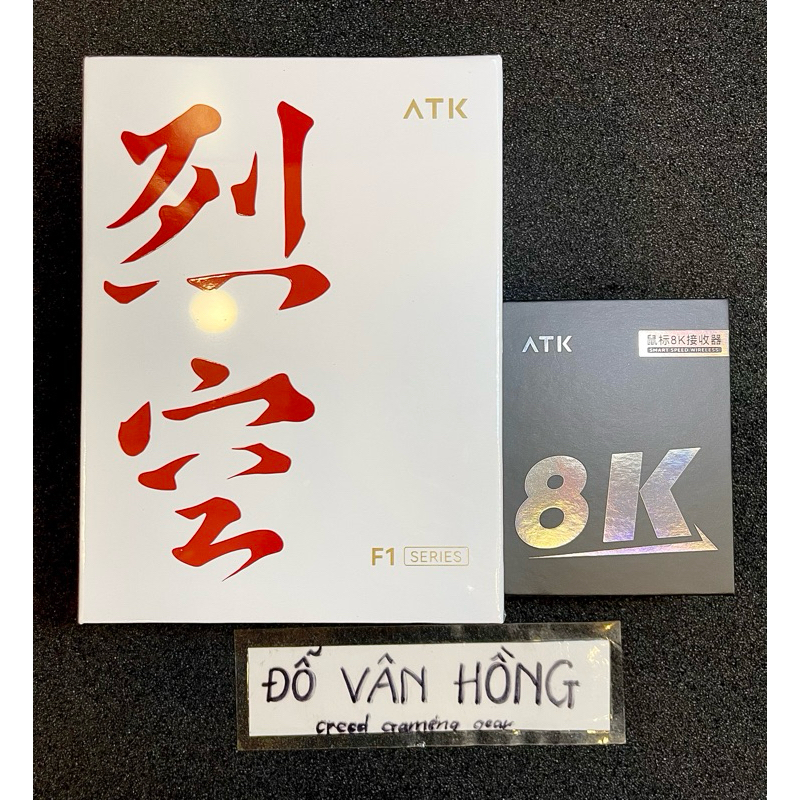 ATK
烈空
F1 SERIES
ATK
鼠标8K接收器
SMART SPEED WIRELESS
8K
ĐỖ VÂN HỒNG
creed Gaming gear